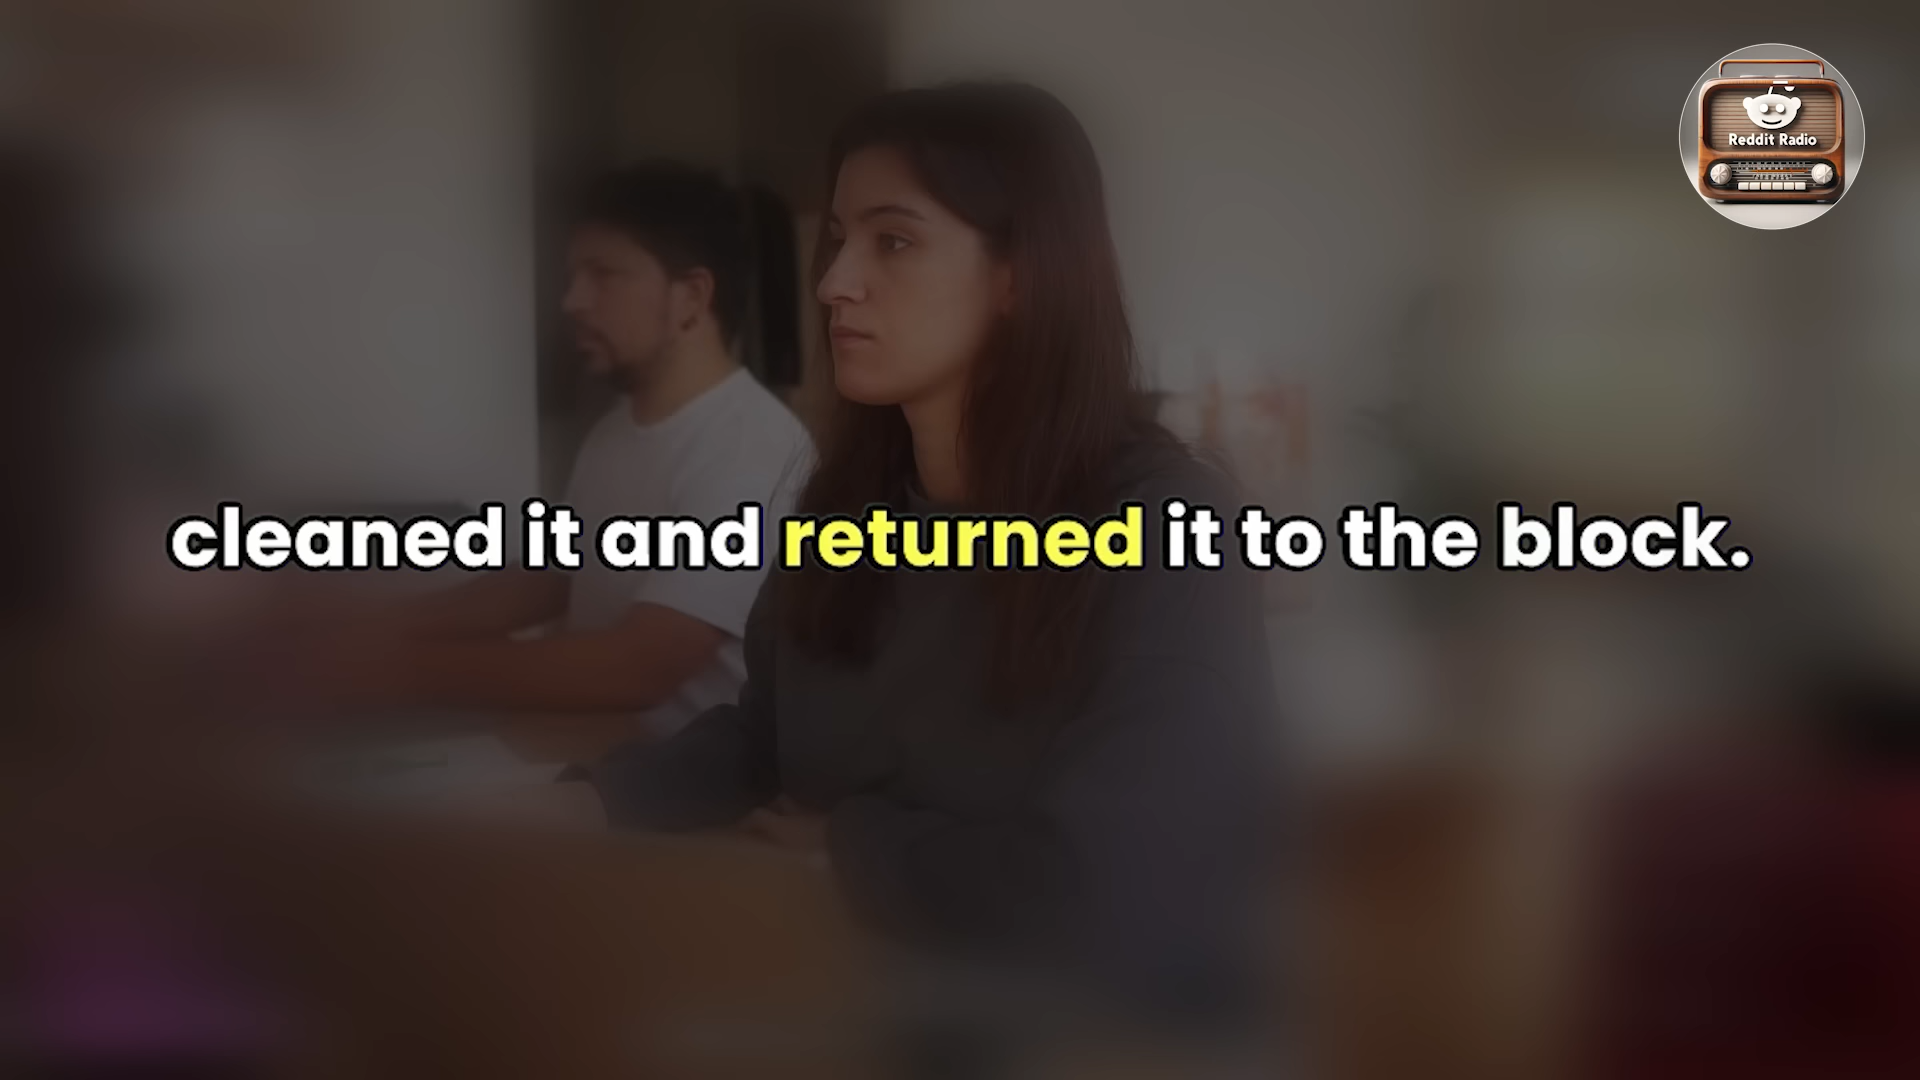 Reddit Radio
cleaned it and returned it to the block.